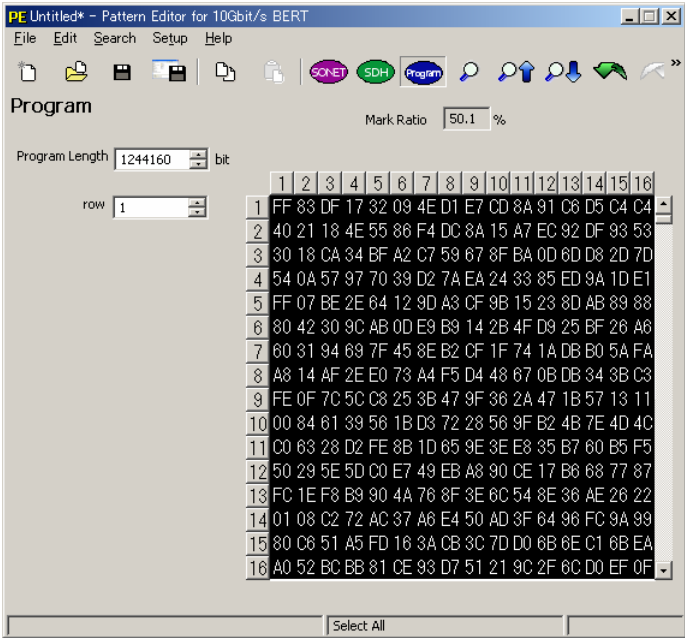 PE Untitled* - Pattern Editor for 10Gbit/s BERT
File Edit Search Setup Help
SONET SDH Program »
Program
Mark Ratio 50.1 %
Program Length 1244160 bit
row 1
1 2 3 4 5 6 7 8 9 10 11 12 13 14 15 16
1 FF 83 DF 17 32 09 4E D1 E7 CD 8A 91 C6 D5 C4 C4
2 40 21 18 4E 55 86 F4 DC 8A 15 A7 EC 92 DF 93 53
3 30 18 CA 34 BF A2 C7 59 67 8F BA 0D 6D D8 2D 7D
4 54 0A 57 97 70 39 D2 7A EA 24 33 85 ED 9A 1D E1
5 FF 07 BE 2E 64 12 9D A3 CF 9B 15 23 8D AB 89 88
6 80 42 30 9C AB 0D E9 B9 14 2B 4F D9 25 BF 26 A6
7 60 31 94 69 7F 45 8E B2 CF 1F 74 1A DB B0 5A FA
8 A8 14 AF 2E E0 73 A4 F5 D4 48 67 0B DB 34 3B C3
9 FE 0F 7C 5C C8 25 3B 47 9F 36 2A 47 1B 57 13 11
10 00 84 61 39 56 1B D3 72 28 56 9F B2 4B 7E 4D 4C
11 C0 63 28 D2 FE 8B 1D 65 9E 3E E8 35 B7 60 B5 F5
12 50 29 5E 5D C0 E7 49 EB A8 90 CE 17 B6 68 77 87
13 FC 1E F8 B9 90 4A 76 8F 3E 6C 54 8E 36 AE 26 22
14 01 08 C2 72 AC 37 A6 E4 50 AD 3F 64 96 FC 9A 99
15 80 C6 51 A5 FD 16 3A CB 3C 7D D0 6B 6E C1 6B EA
16 A0 52 BC BB 81 CE 93 D7 51 21 9C 2F 6C D0 EF 0F
Select All